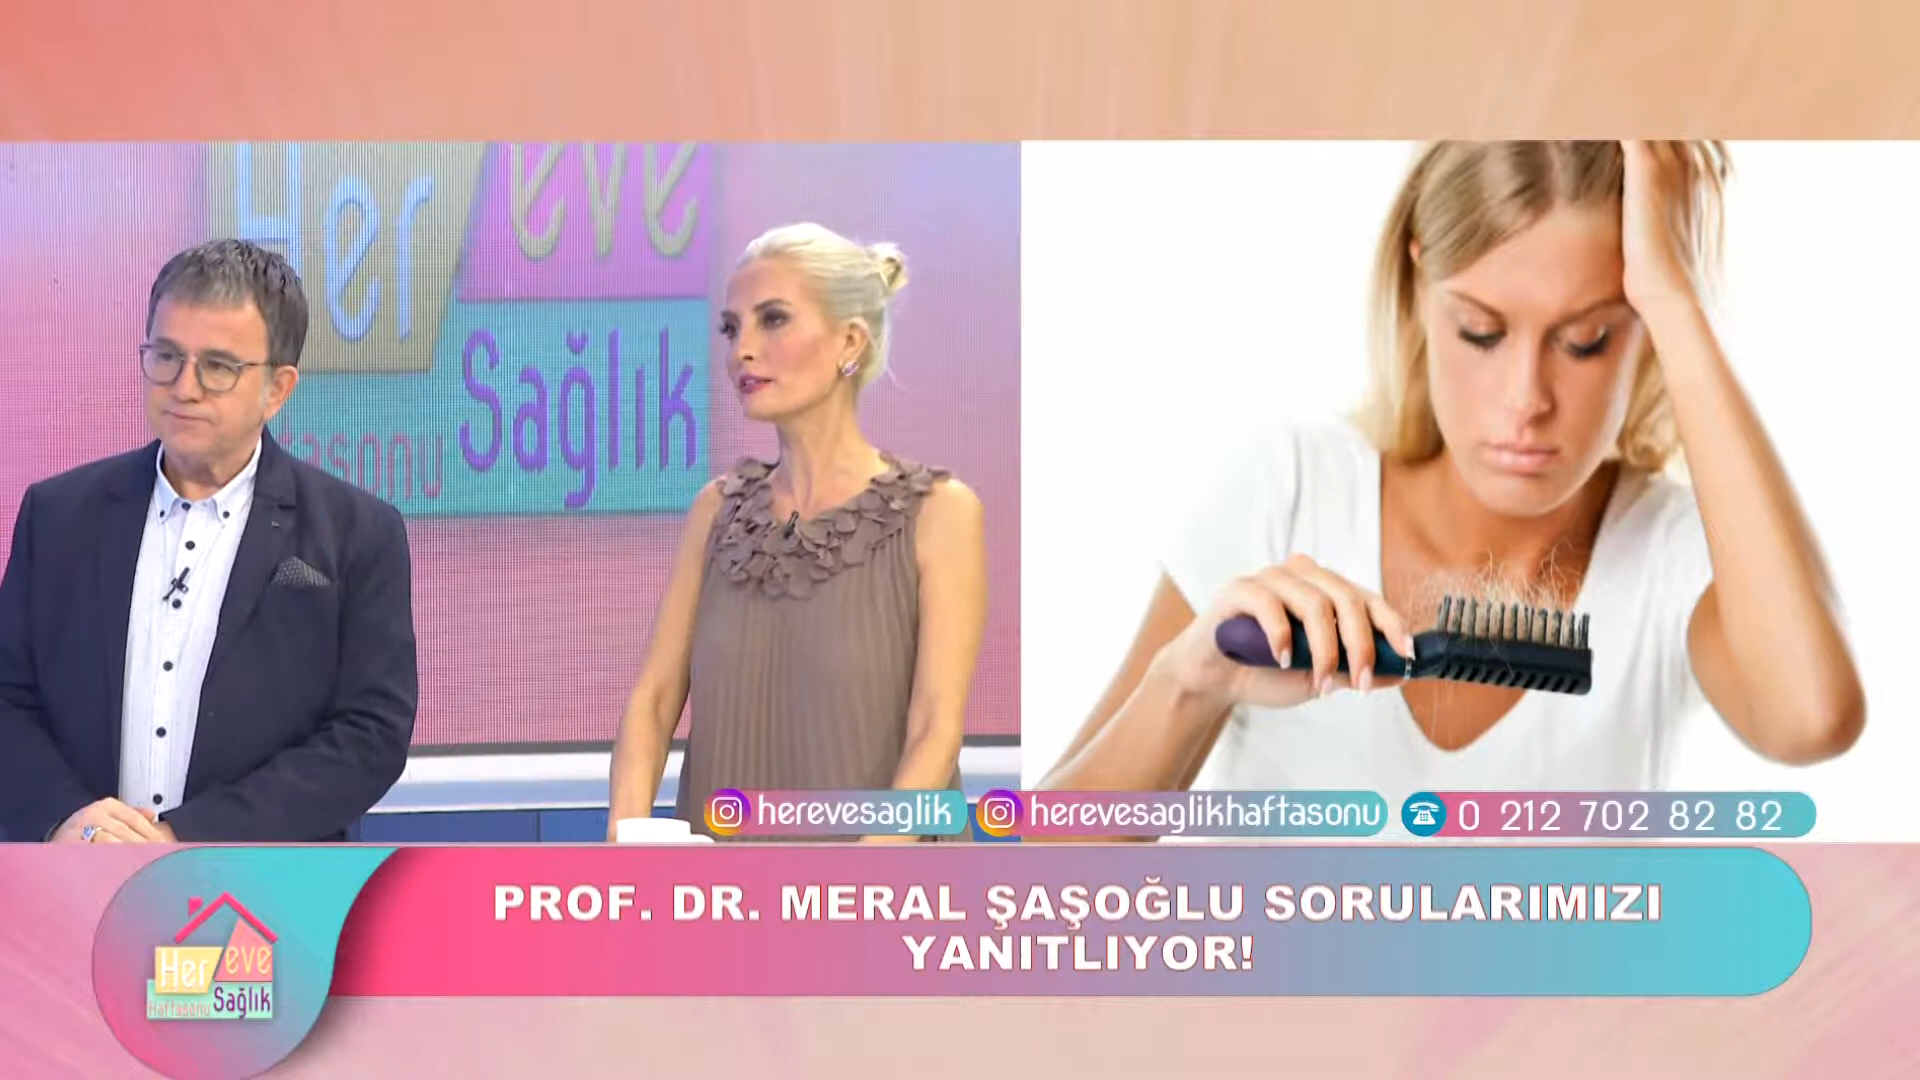 Her eve
Sağlık
Haftasonu
herevesaglik
herevesaglikhaftasonu
0 212 702 82 82
PROF. DR. MERAL ŞAŞOĞLU SORULARIMIZI
YANITLIYOR!
Her eve
Haftasonu Sağlık